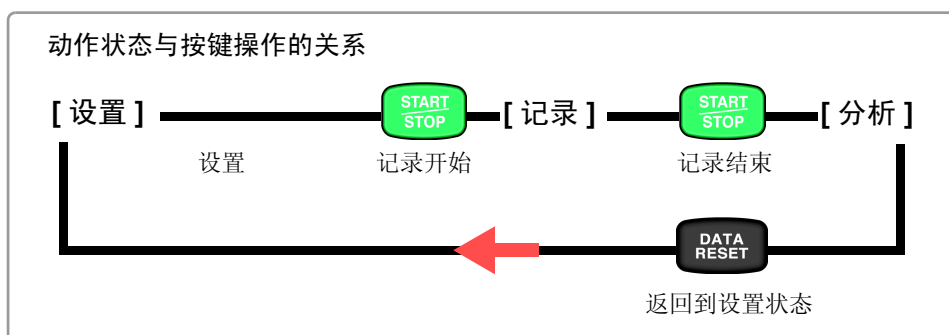 动作状态与按键操作的关系
[ 设置 ] START STOP [ 记录 ] START STOP [ 分析 ]
设置 记录开始 记录结束
DATA RESET
返回到设置状态